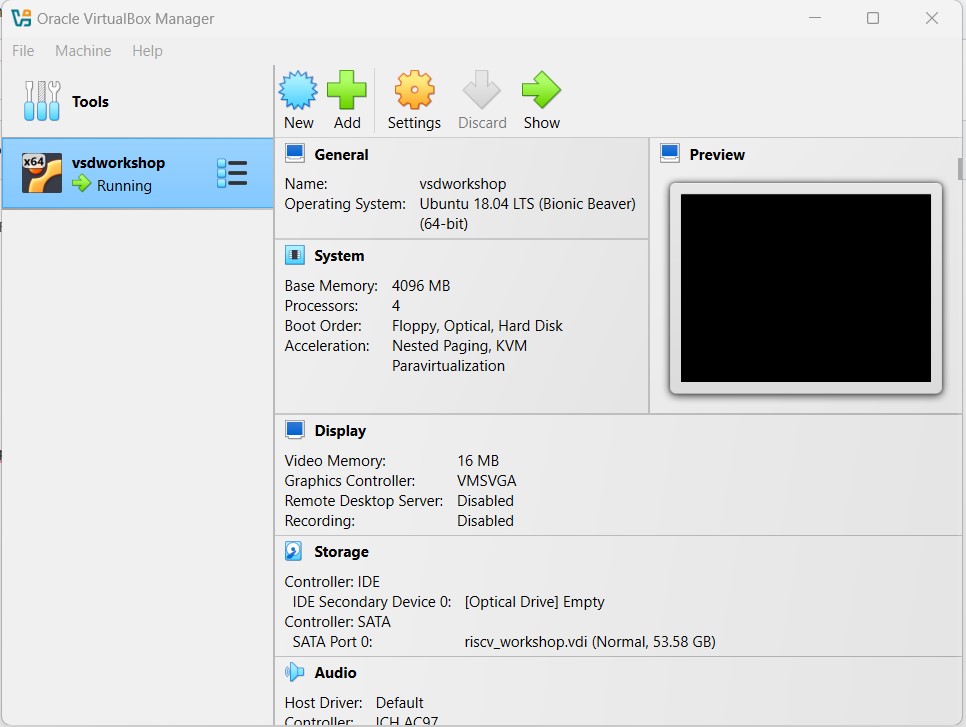 Oracle VirtualBox Manager
File Machine Help
Tools
x64
vsdworkshop
Running
New Add Settings Discard Show
General
Name: vsdworkshop
Operating System: Ubuntu 18.04 LTS (Bionic Beaver)
(64-bit)
Preview
System
Base Memory: 4096 MB
Processors: 4
Boot Order: Floppy, Optical, Hard Disk
Acceleration: Nested Paging, KVM
Paravirtualization
Display
Video Memory: 16 MB
Graphics Controller: VMSVGA
Remote Desktop Server: Disabled
Recording: Disabled
Storage
Controller: IDE
IDE Secondary Device 0: [Optical Drive] Empty
Controller: SATA
SATA Port 0: riscv_workshop.vdi (Normal, 53.58 GB)
Audio
Host Driver: Default
Controller: ICH AC97